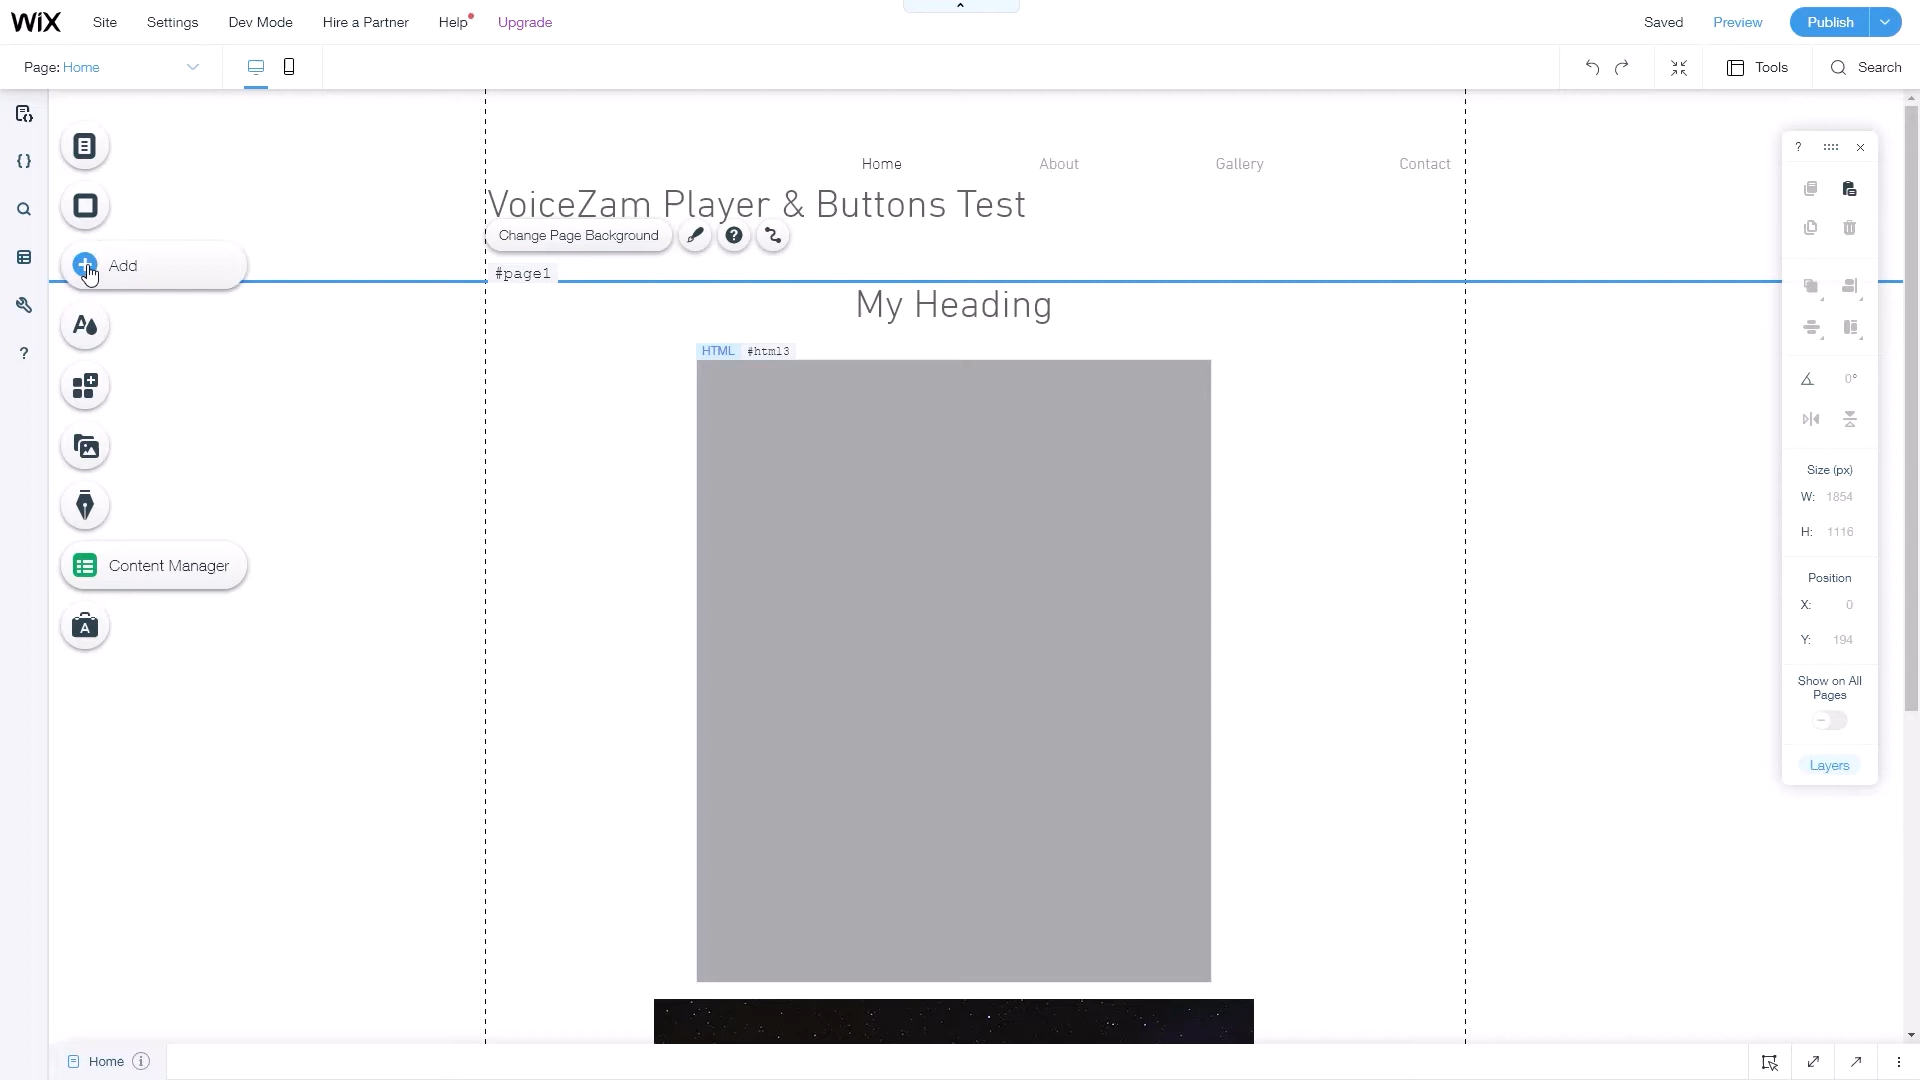 WiX
Site
Settings
Dev Mode
Hire a Partner
Help
Upgrade
Saved
Preview
Publish
Page: Home
Tools
Search
Home
About
Gallery
Contact
VoiceZam Player & Buttons Test
Change Page Background
Add
#page1
My Heading
HTML #html3
Content Manager
0°
Size (px)
W: 1854
H: 1116
Position
X: 0
Y: 194
Show on All
Pages
Layers
Home